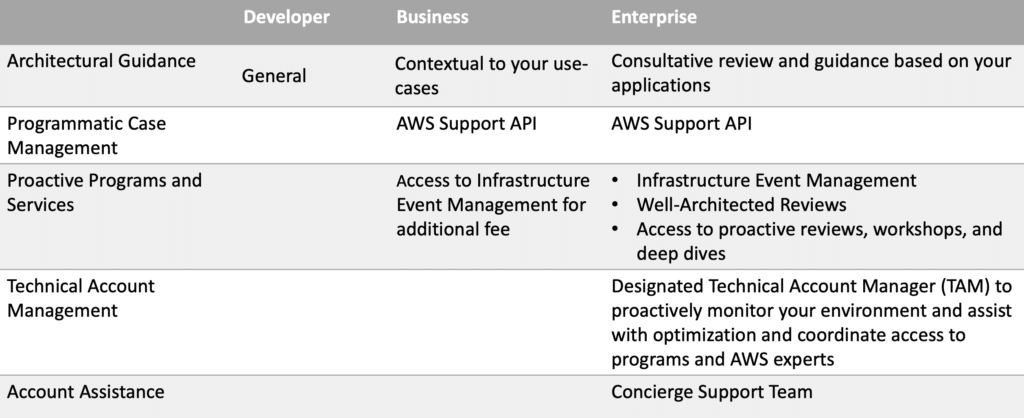 Developer Business Enterprise
Architectural Guidance
General
Contextual to your use-
cases
Consultative review and guidance based on your
applications
Programmatic Case
Management
AWS Support API
AWS Support API
Proactive Programs and
Services
Access to Infrastructure
Event Management for
additional fee
• Infrastructure Event Management
• Well-Architected Reviews
• Access to proactive reviews, workshops, and
deep dives
Technical Account
Management
Designated Technical Account Manager (TAM) to
proactively monitor your environment and assist
with optimization and coordinate access to
programs and AWS experts
Account Assistance
Concierge Support Team